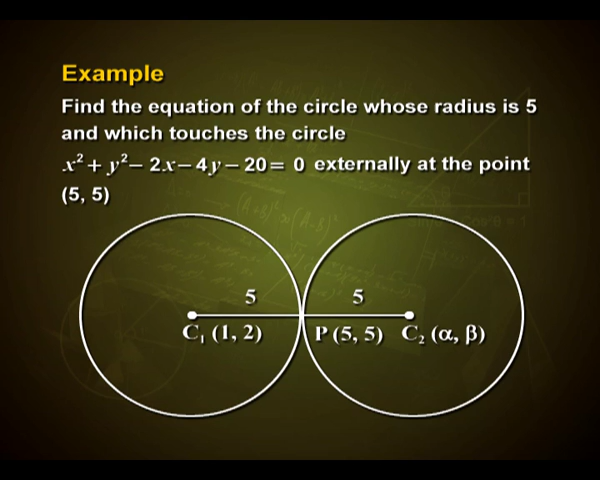 Example
Find the equation of the circle whose radius is 5
and which touches the circle
x² + y² – 2x – 4y – 20 = 0 externally at the point
(5, 5)
5 5
C₁ (1, 2) P (5, 5) C₂ (α, β)